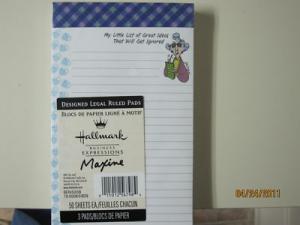 My Little List of Great Ideas
That Will Get Ignored
DESIGNED LEGAL RULED PADS
BLOCS DE PAPIER LIGNÉ À MOTIF
Hallmark
BUSINESS
EXPRESSIONS
Maxine
50 SHEETS EA./FEUILLES CHACUN
3 PADS/BLOCS DE PAPIER
04/24/2011